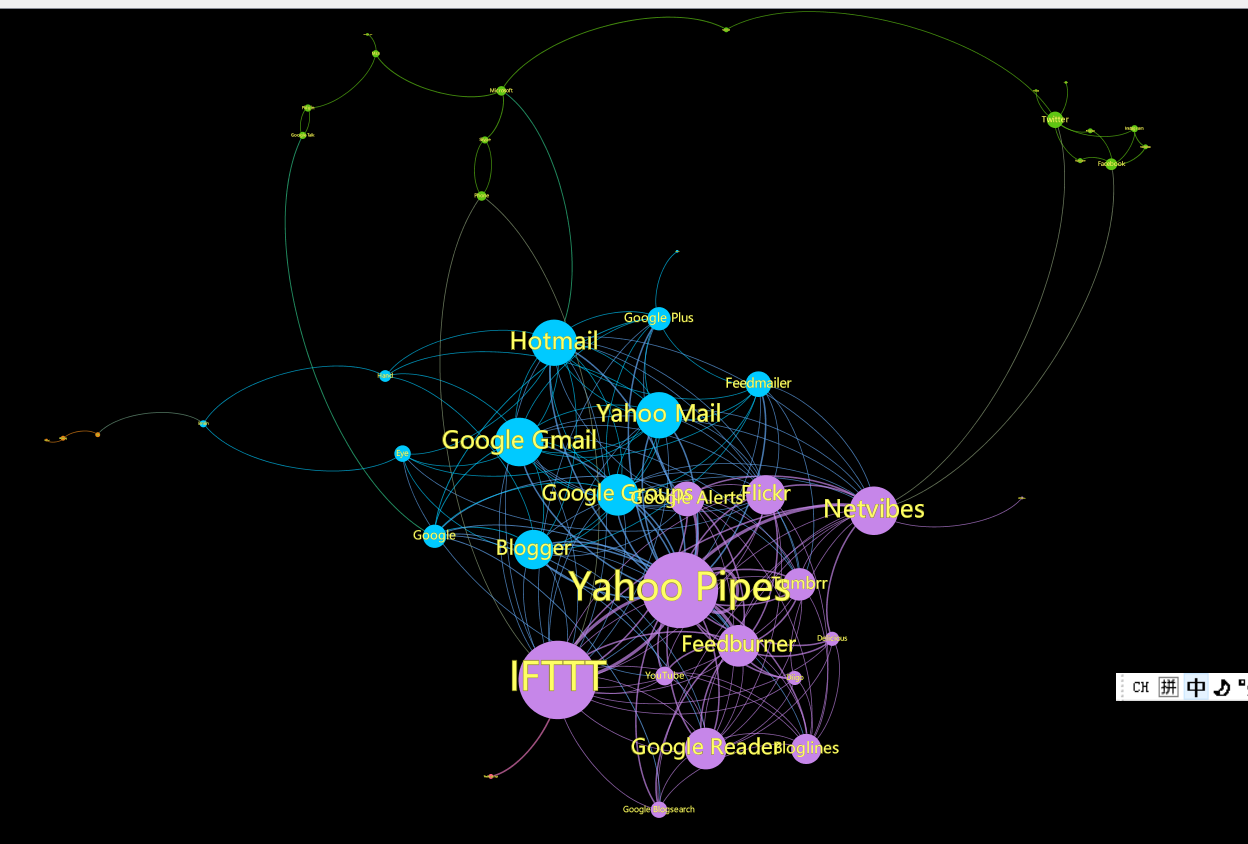 Microsoft
Twitter
Instagram
Google Talk
Facebook
Phone
Google Plus
Hotmail
Hand
Feedmailer
Yahoo Mail
Google Gmail
Eye
Google Groups
Google Alerts
Flickr
Netvibes
Google
Blogger
Yahoo Pipes
Tumbrr
Delicious
Feedburner
IFTTT
YouTube
Diigo
CH 拼 中
Google Reader
Bloglines
Google Blogsearch